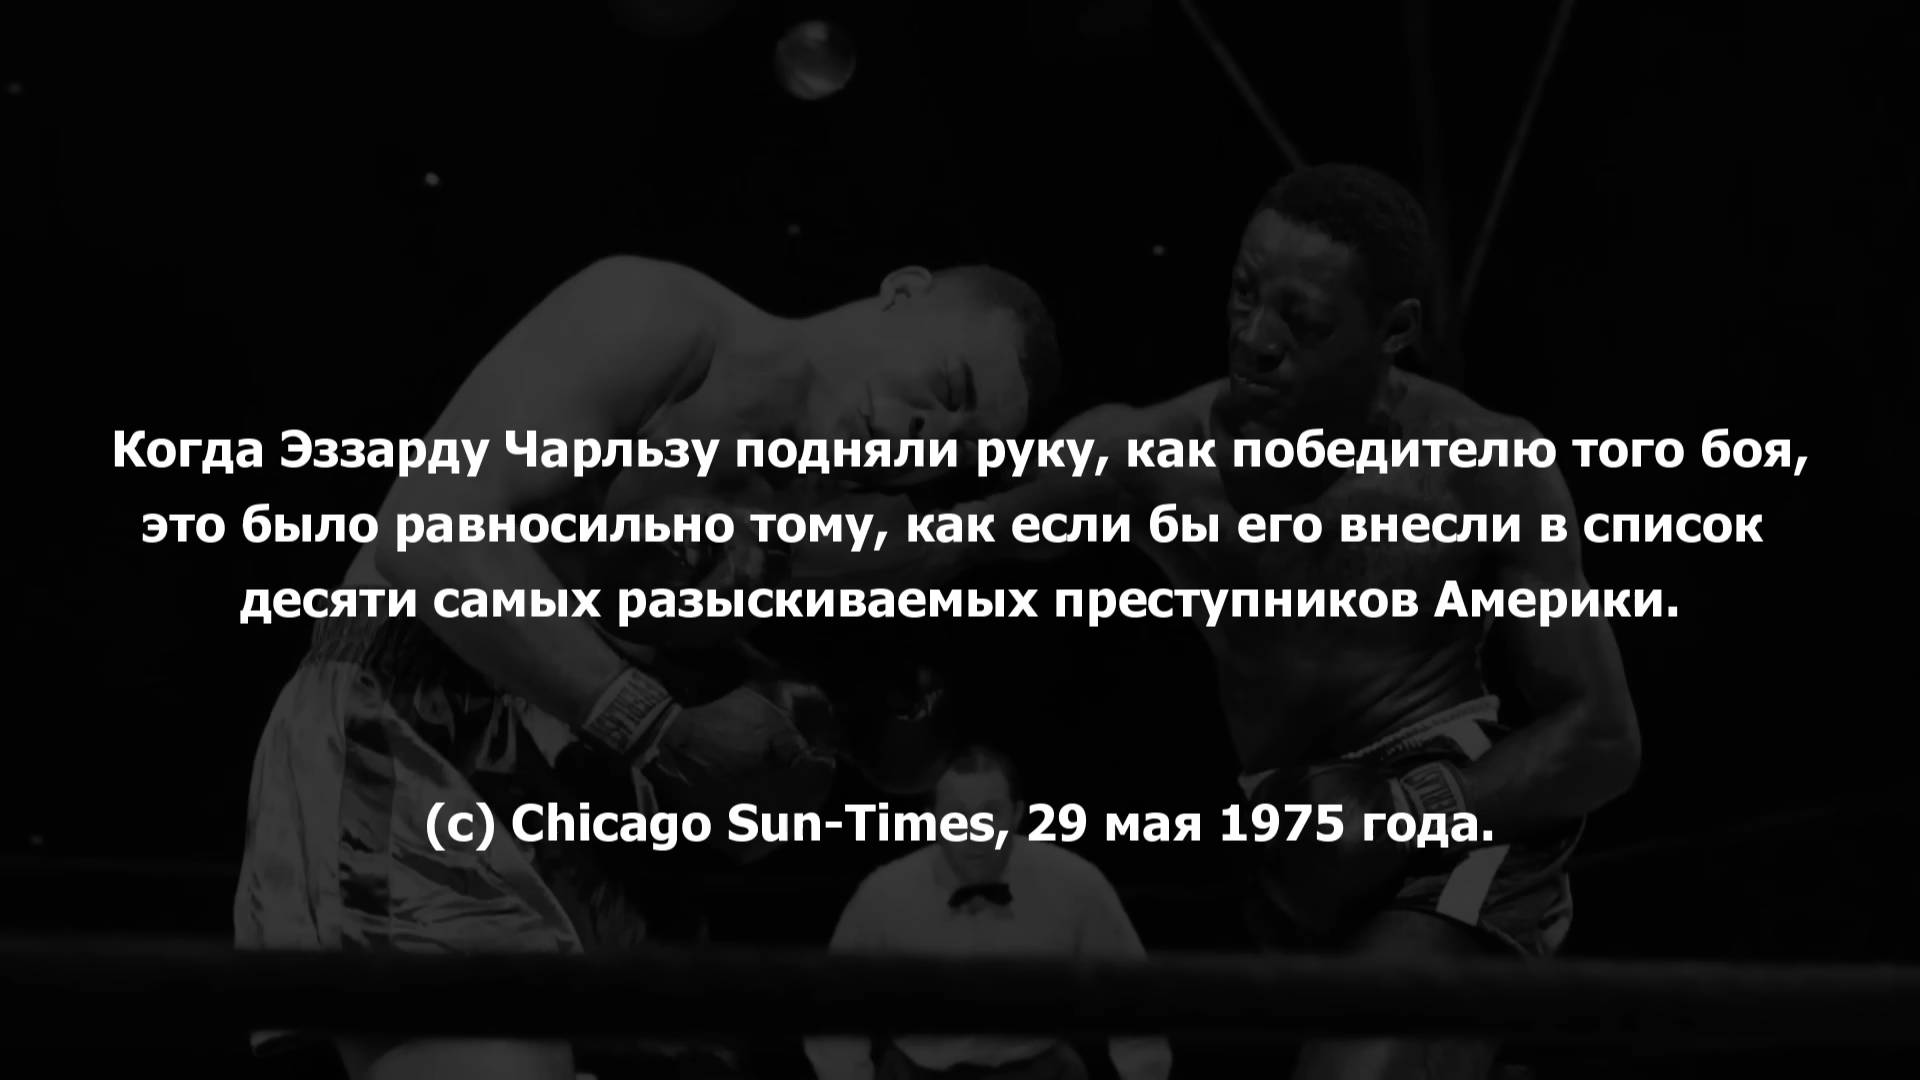 Когда Эззарду Чарльзу подняли руку, как победителю того боя,
это было равносильно тому, как если бы его внесли в список
десяти самых разыскиваемых преступников Америки.
(с) Chicago Sun-Times, 29 мая 1975 года.